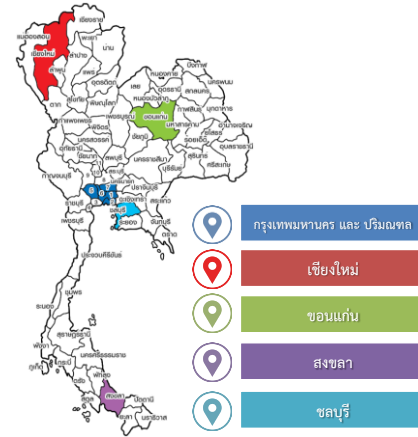 เชียงราย
แม่ฮ่องสอน
พะเยา
เชียงใหม่
น่าน
ลำปาง
ลำพูน
แพร่
อุตรดิตถ์
บึงกาฬ
หนองคาย
เลย
อุดรธานี
นครพนม
สกลนคร
หนองบัวลำภู
ตาก
สุโขทัย
พิษณุโลก
ขอนแก่น
กาฬสินธุ์
มุกดาหาร
กำแพงเพชร
พิจิตร
เพชรบูรณ์
มหาสารคาม
ร้อยเอ็ด
ยโสธร
อำนาจเจริญ
ชัยภูมิ
นครสวรรค์
อุทัยธานี
ชัยนาท
ลพบุรี
นครราชสีมา
บุรีรัมย์
สุรินทร์
ศรีสะเกษ
อุบลราชธานี
กาญจนบุรี
สระบุรี
นครนายก
ปราจีนบุรี
ฉะเชิงเทรา
สระแก้ว
ราชบุรี
ชลบุรี
ระยอง
จันทบุรี
ตราด
เพชรบุรี
ประจวบคีรีขันธ์
กรุงเทพมหานคร และ ปริมณฑล
เชียงใหม่
ขอนแก่น
สงขลา
ชลบุรี
ชุมพร
ระนอง
สุราษฎร์ธานี
พังงา
นครศรีธรรมราช
กระบี่
ภูเก็ต
ตรัง
พัทลุง
สตูล
สงขลา
ปัตตานี
ยะลา
นราธิวาส